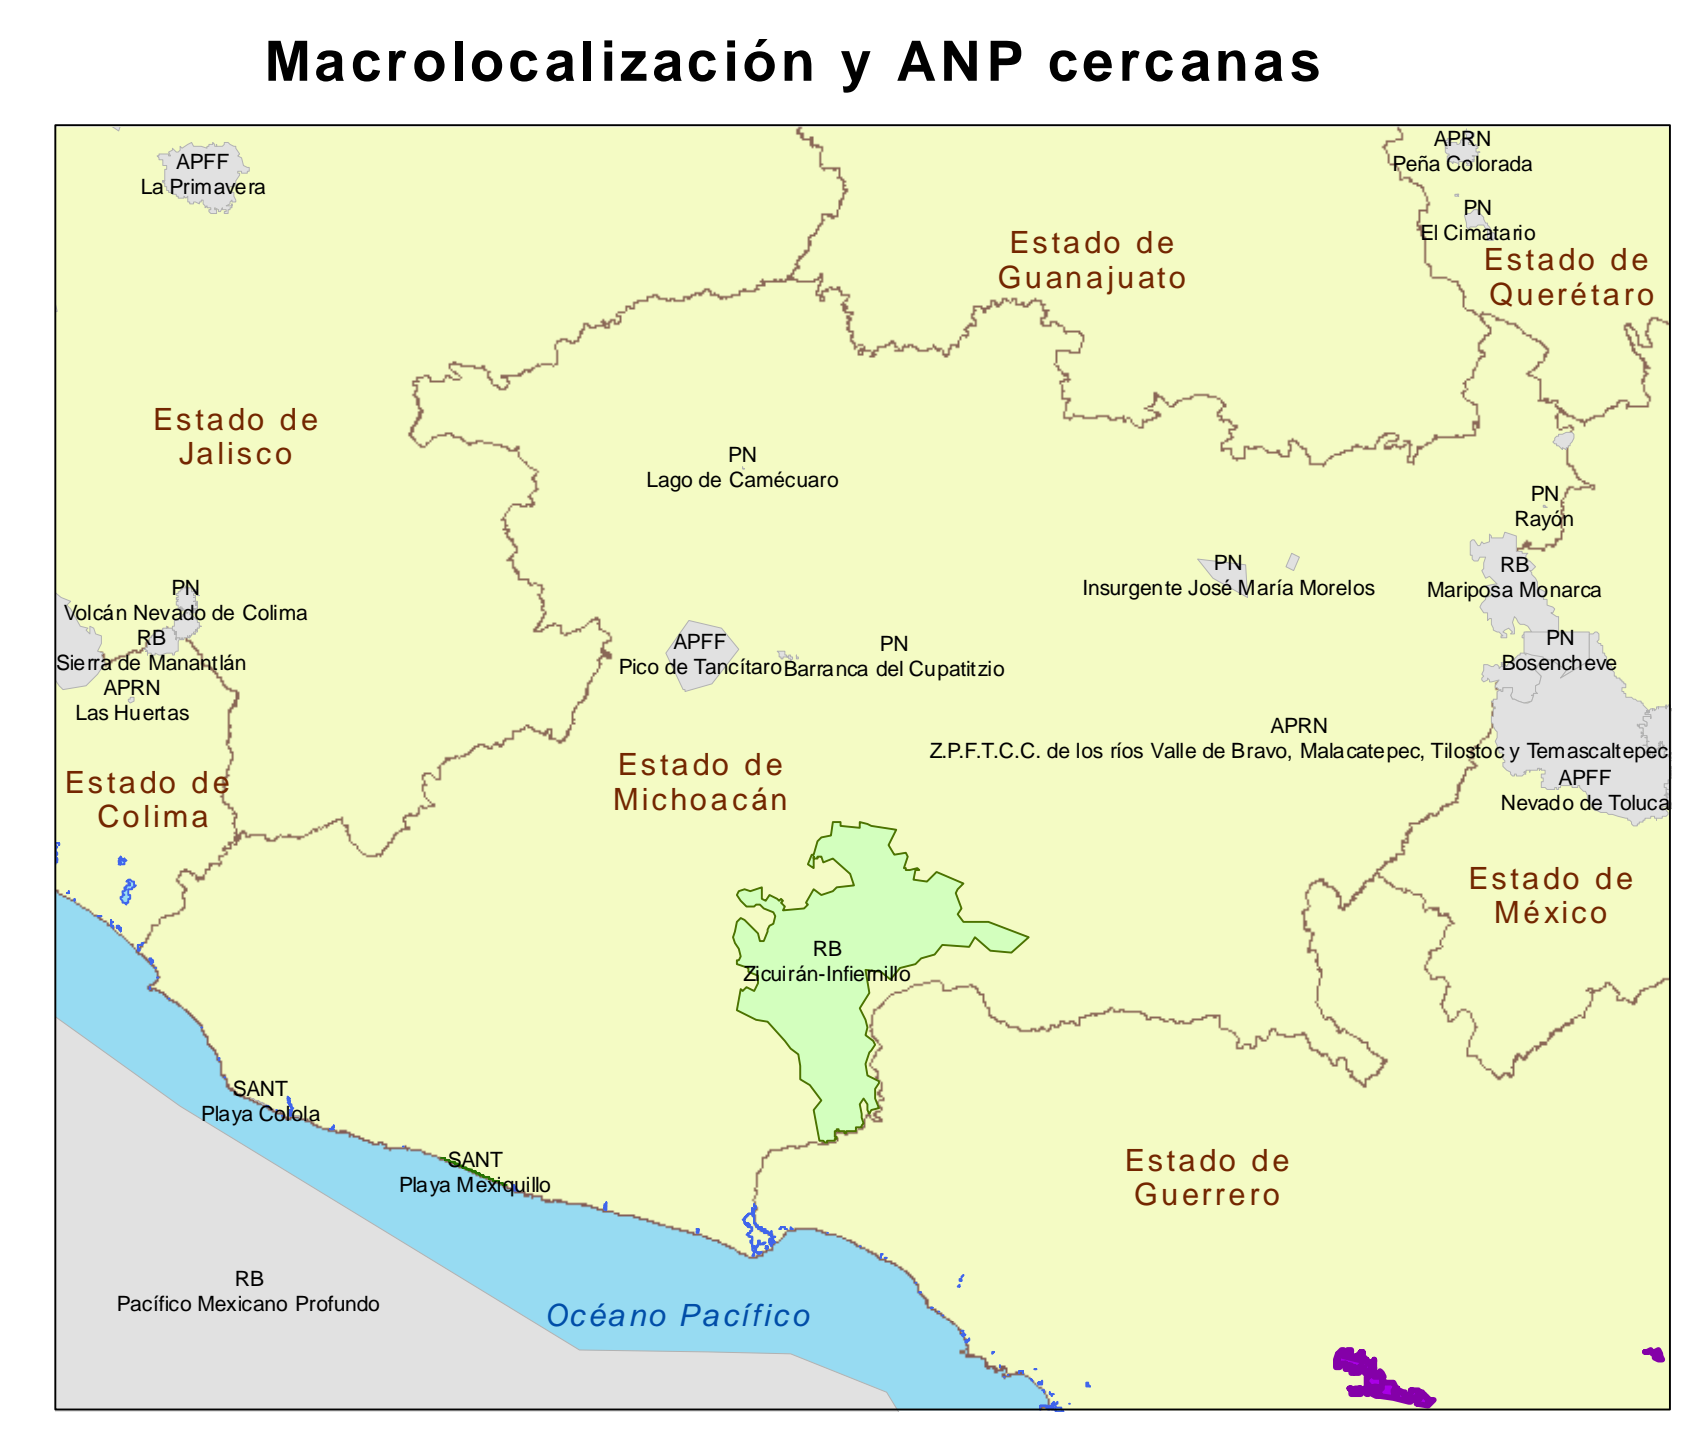 Macrolocalización y ANP cercanas
APFF
La Primavera
APRN
Peña Colorada
PN
El Cimatario
Estado de
Guanajuato
Estado de
Querétaro
Estado de
Jalisco
PN
Lago de Camécuaro
PN
Rayón
PN
Insurgente José María Morelos
RB
Mariposa Monarca
PN
Volcán Nevado de Colima
RB
Sierra de Manantlán
APRN
Las Huertas
APFF
Pico de Tancítaro
PN
Barranca del Cupatitzio
PN
Bosencheve
APRN
Z.P.F.T.C.C. de los ríos Valle de Bravo, Malacatepec, Tilostoc y Temascaltepec
APFF
Nevado de Toluca
Estado de
Colima
Estado de
Michoacán
Estado de
México
RB
Zicuirán-Infiernillo
SANT
Playa Colola
SANT
Playa Mexiquillo
Estado de
Guerrero
RB
Pacífico Mexicano Profundo
Océano Pacífico